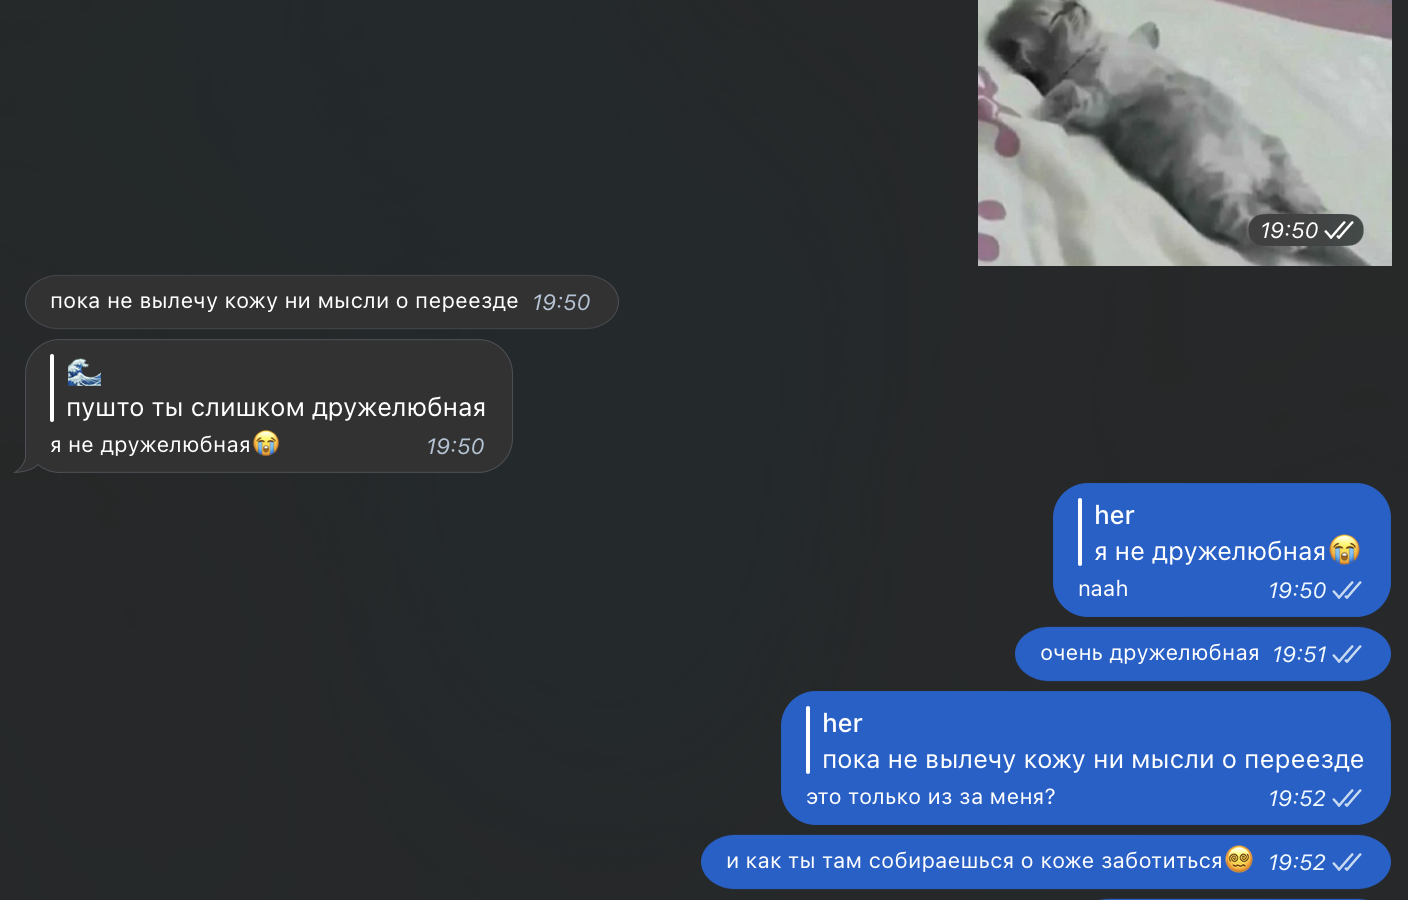 19:50
пока не вылечу кожу ни мысли о переезде 19:50
🌊
пушто ты слишком дружелюбная
я не дружелюбная😭 19:50
her
я не дружелюбная😭
naah 19:50
очень дружелюбная 19:51
her
пока не вылечу кожу ни мысли о переезде
это только из за меня? 19:52
и как ты там собираешься о коже заботиться😵‍💫 19:52